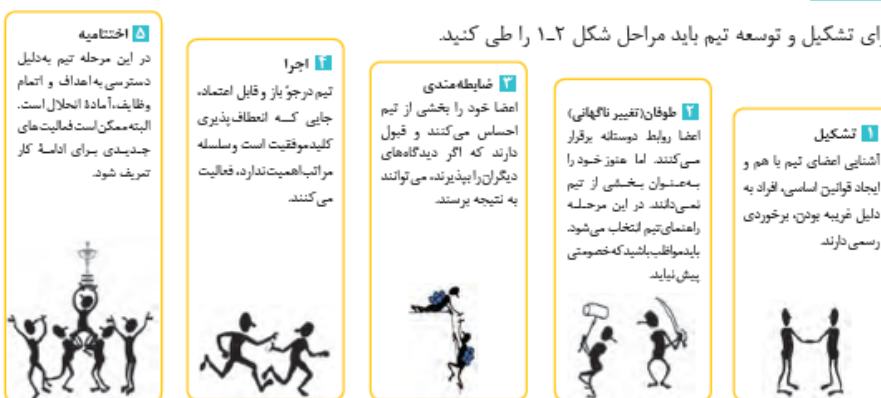 رای تشکیل و توسعه تیم باید مراحل شکل ۲ـ۱ را طی کنید.
۱ تشکیل
آشنایی اعضای تیم با هم و
ایجاد قوانین اساسی، افراد به
دلیل غریبه بودن، برخوردی
رسمی دارند.
۲ طوفان(تغییر ناگهانی)
اعضا روابط دوستانه برقرار
می‌کنند. اما هنوز خود را
به‌عنوان بخشی از تیم
نمی‌دانند. در این مرحله
راهنمای تیم انتخاب می‌شود.
باید مواظب باشید که خصومتی
پیش نیاید.
۳ ضابطه‌مندی
اعضا خود را بخشی از تیم
احساس می‌کنند و قبول
دارند که اگر دیدگاه‌های
دیگران را بپذیرند، می‌توانند
به نتیجه برسند.
۴ اجرا
تیم در جوّ باز و قابل اعتماد،
جایی کـه انعطاف‌پذیری
کلید موفقیت است و سلسله
مراتب اهمیت ندارد، فعالیت
می‌کنند.
۵ اختتامیه
در این مرحله تیم به‌دلیل
دسترسی به اهداف و اتمام
وظایف، آمادهٔ انحلال است.
البته ممکن است فعالیت‌های
جدیدی برای ادامهٔ کار
تعریف شود.